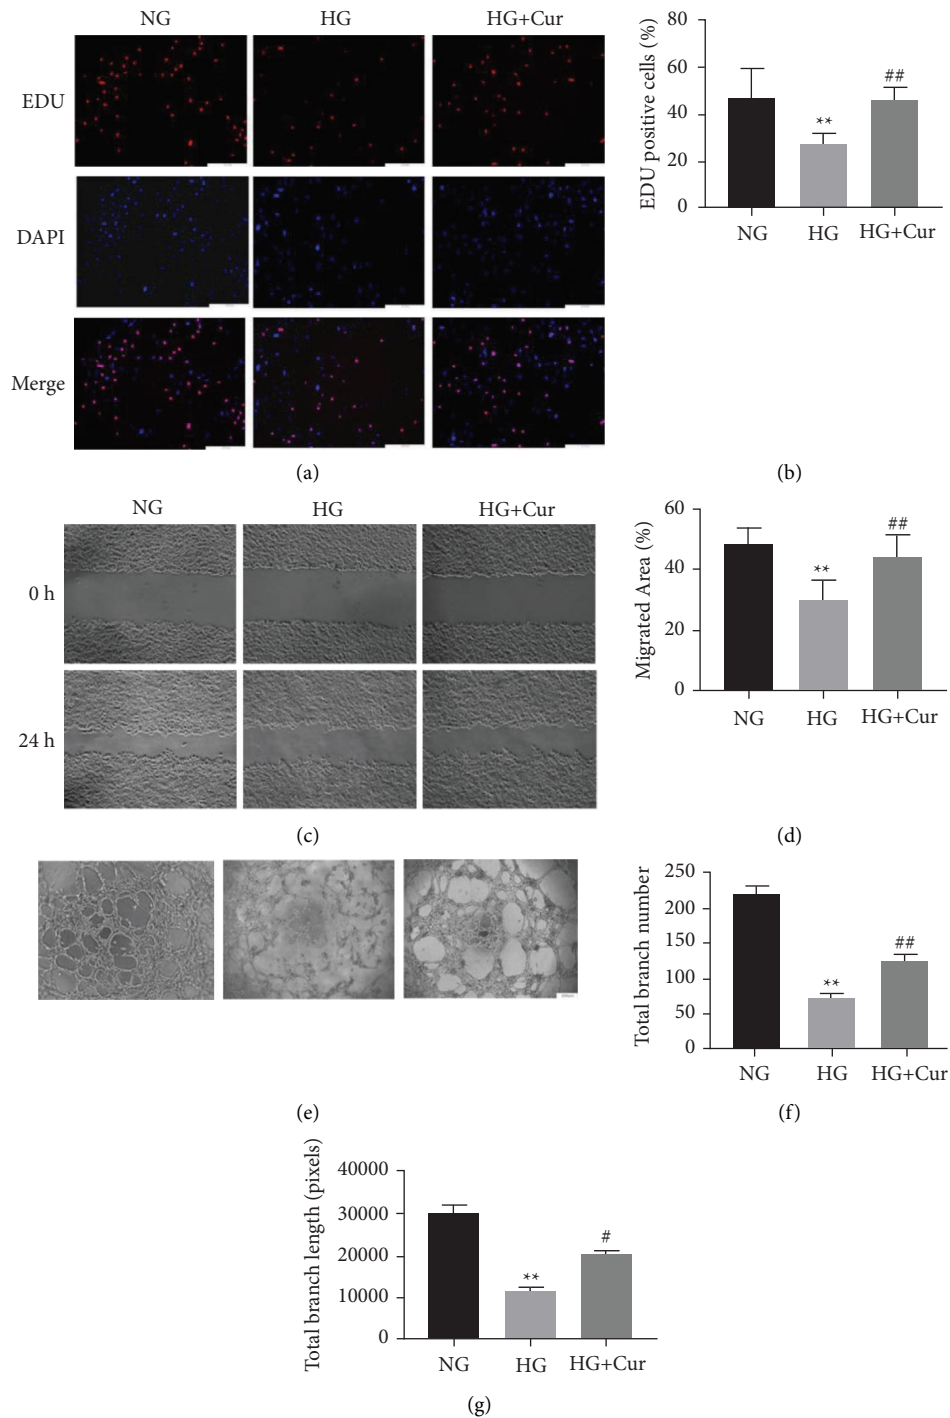 NG HG HG+Cur
EDU
DAPI
Merge
(a)
EDU positive cells (%)
80
60
40
20
0
**
##
NG HG HG+Cur
(b)
NG HG HG+Cur
0 h
24 h
(c)
Migrated Area (%)
60
40
20
0
**
##
NG HG HG+Cur
(d)
(e)
Total branch number
250
200
150
100
50
0
**
##
NG HG HG+Cur
(f)
Total branch length (pixels)
40000
30000
20000
10000
0
**
#
NG HG HG+Cur
(g)